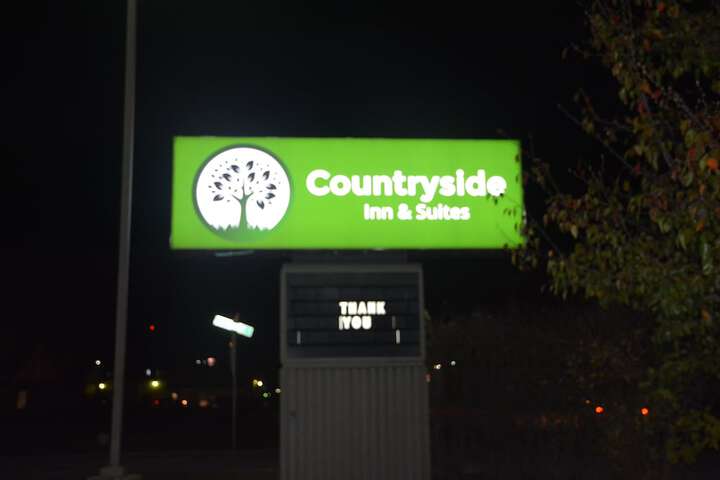 Countryside
Inn & Suites
THANK
YOU